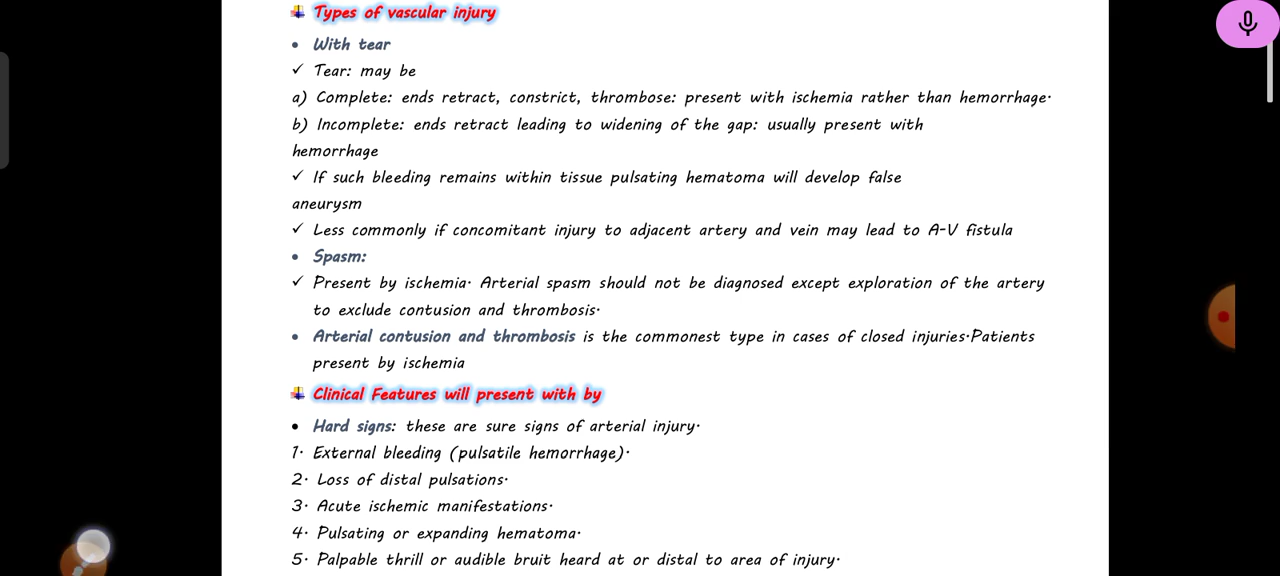 Types of vascular injury
• With tear
✓ Tear: may be
a) Complete: ends retract, constrict, thrombose: present with ischemia rather than hemorrhage·
b) Incomplete: ends retract leading to widening of the gap: usually present with
hemorrhage
✓ If such bleeding remains within tissue pulsating hematoma will develop false
aneurysm
✓ Less commonly if concomitant injury to adjacent artery and vein may lead to A-V fistula
• Spasm:
✓ Present by ischemia· Arterial spasm should not be diagnosed except exploration of the artery
to exclude contusion and thrombosis·
• Arterial contusion and thrombosis is the commonest type in cases of closed injuries·Patients
present by ischemia
Clinical Features will present with by
• Hard signs: these are sure signs of arterial injury·
1· External bleeding (pulsatile hemorrhage)·
2· Loss of distal pulsations·
3· Acute ischemic manifestations·
4· Pulsating or expanding hematoma·
5· Palpable thrill or audible bruit heard at or distal to area of injury·